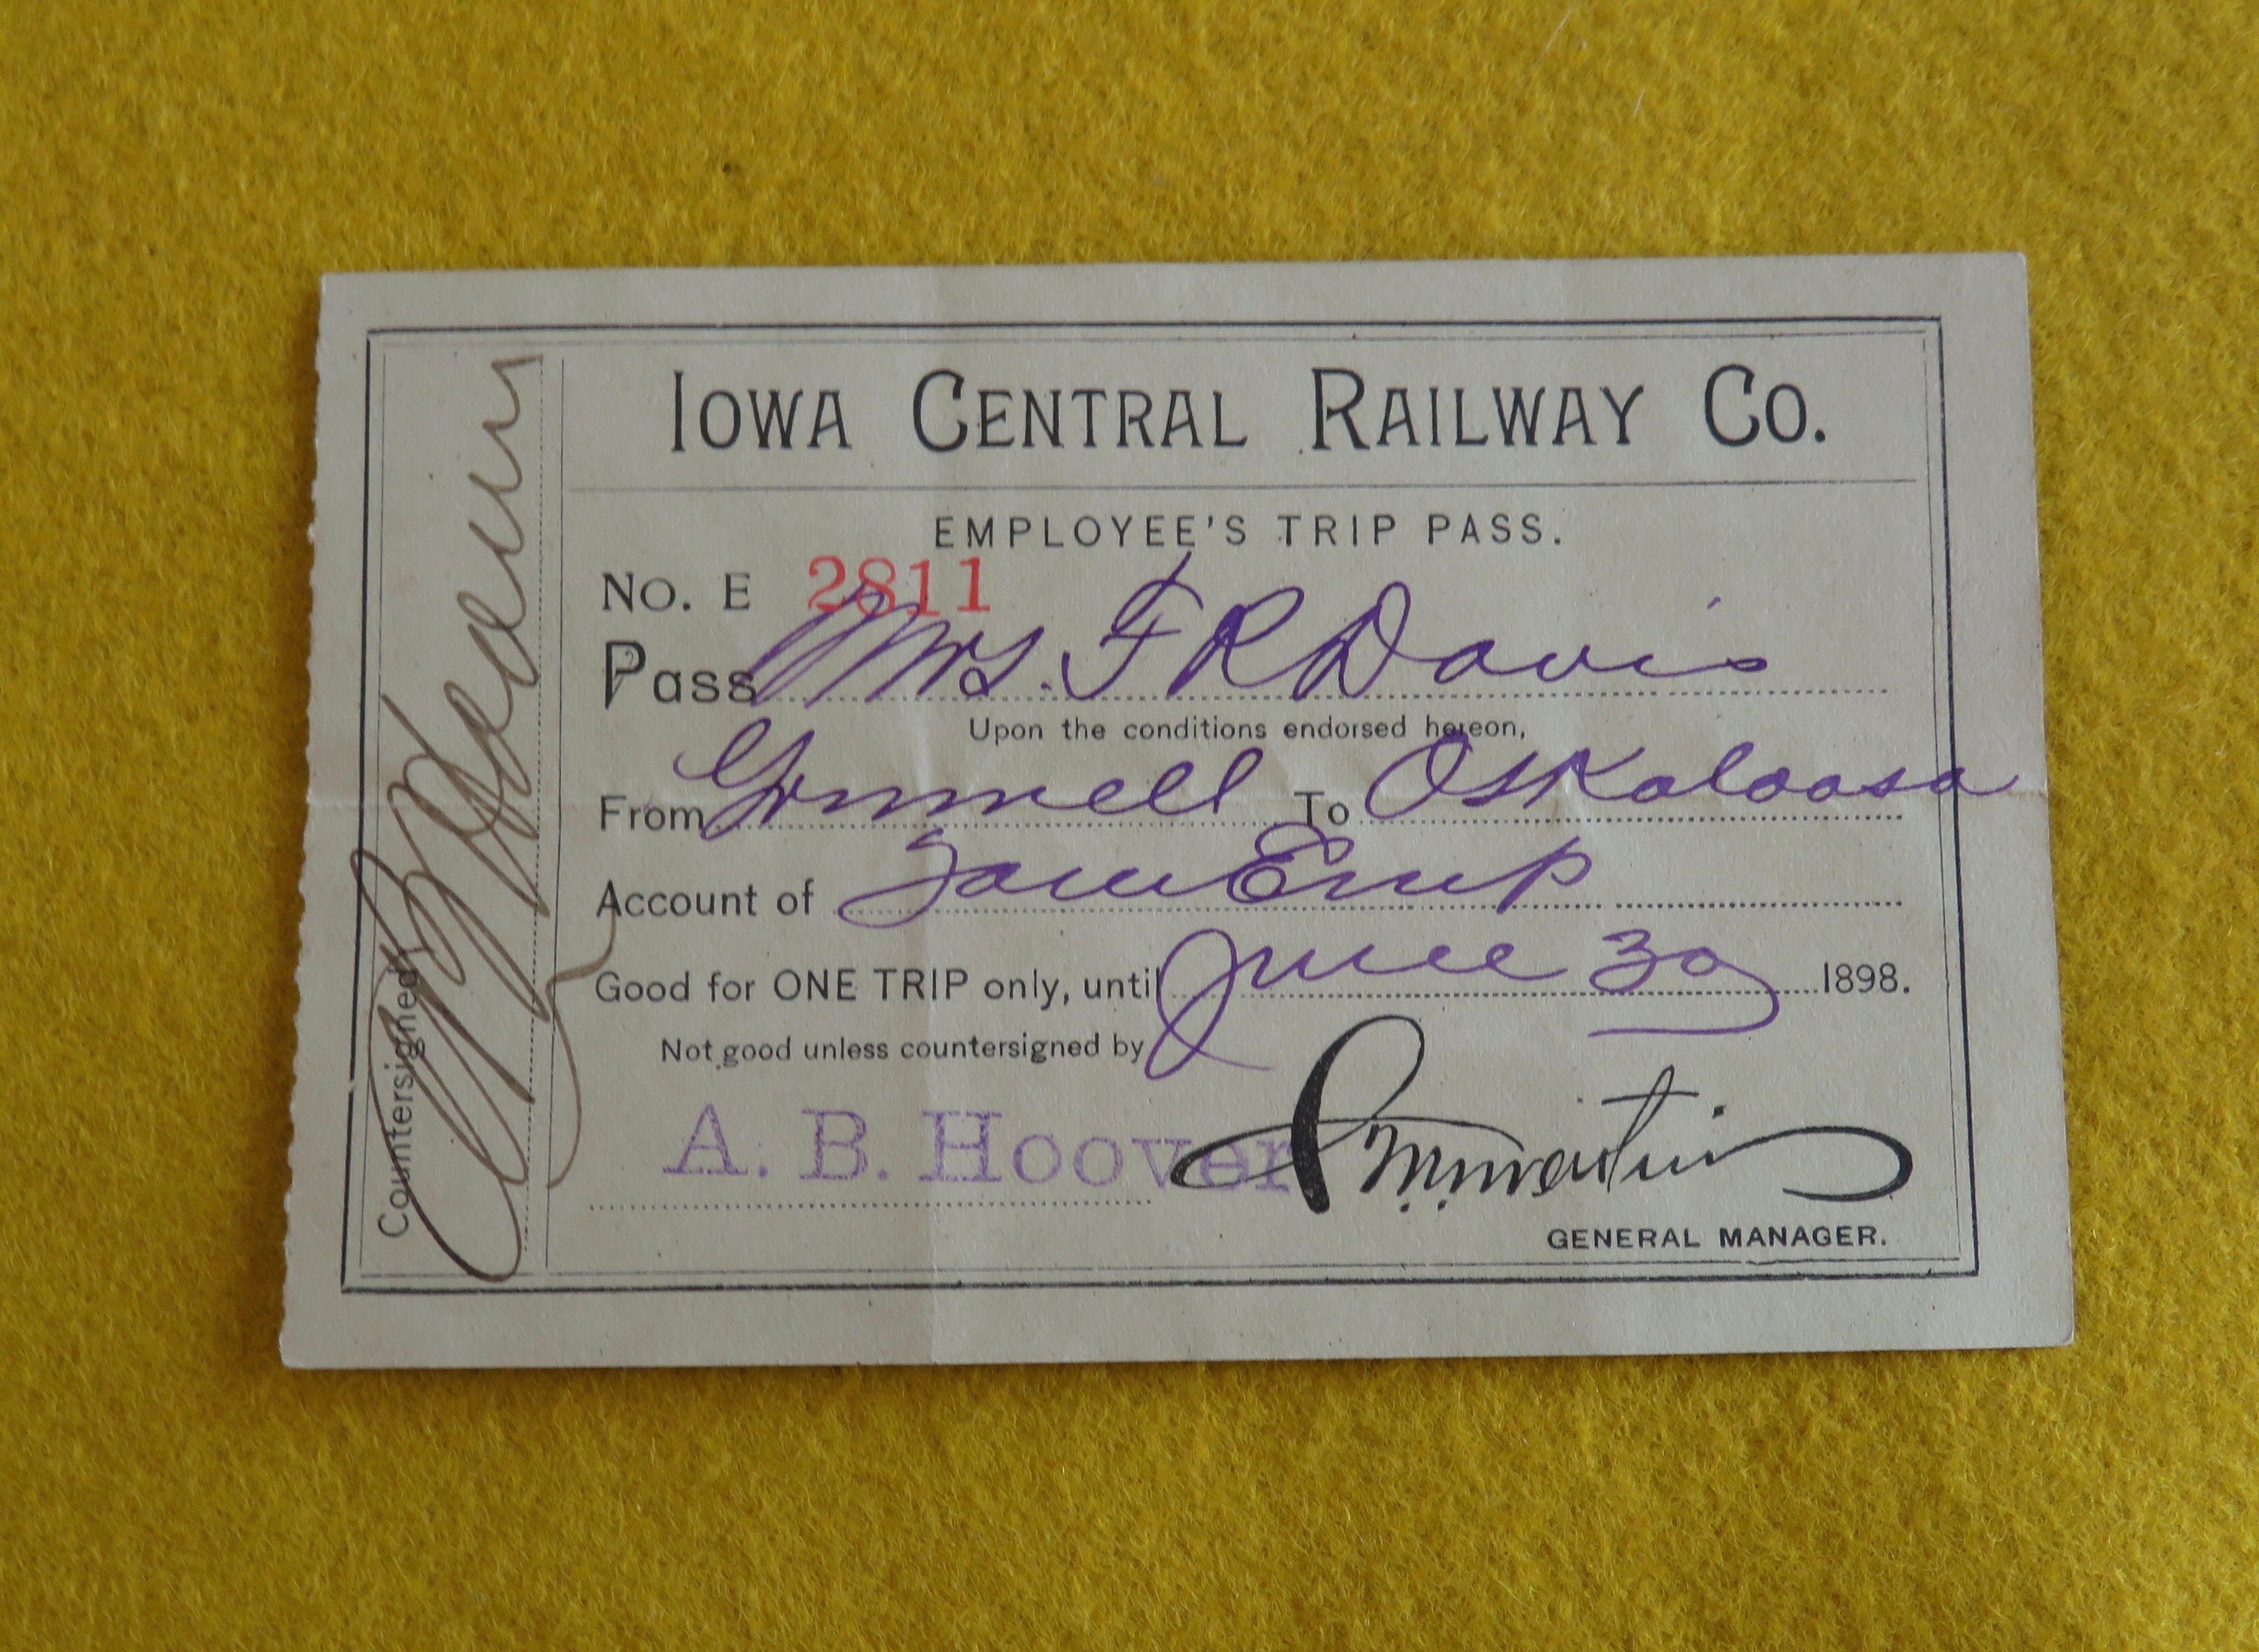 IOWA CENTRAL RAILWAY CO.
EMPLOYEE'S TRIP PASS.
No. E 2811
Pass Mrs. F R Davis
Upon the conditions endorsed hereon,
From Grinnell To Oskaloosa
Account of Emp
Good for ONE TRIP only, until June 30 1898.
Not good unless countersigned by
A. B. Hoover
GENERAL MANAGER.
Countersigned